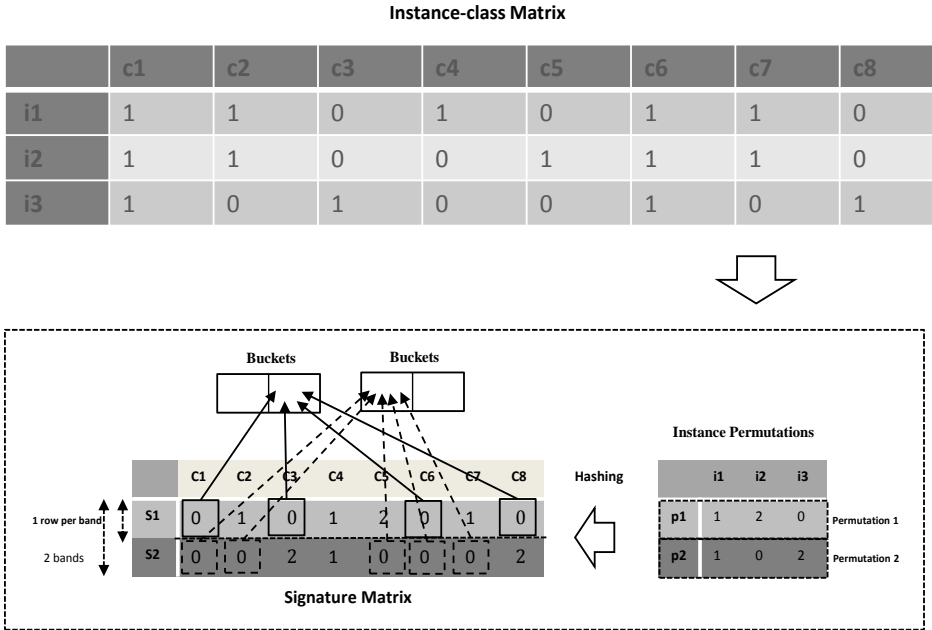 Instance-class Matrix
c1 c2 c3 c4 c5 c6 c7 c8
i1 1 1 0 1 0 1 1 0
i2 1 1 0 0 1 1 1 0
i3 1 0 1 0 0 1 0 1
Buckets Buckets
Instance Permutations
C1 C2 C3 C4 C5 C6 C7 C8
Hashing
i1 i2 i3
1 row per band
S1 0 1 0 1 2 0 1 0
p1 1 2 0 Permutation 1
2 bands
S2 0 0 2 1 0 0 0 2
p2 1 0 2 Permutation 2
Signature Matrix